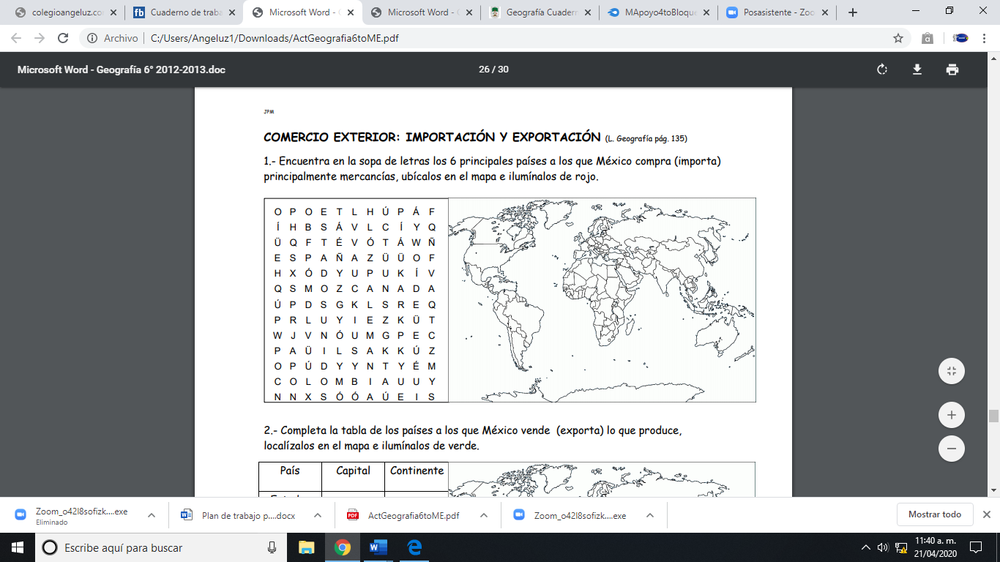 colegioangeluz.co
Cuaderno de traba
Microsoft Word - G
Microsoft Word - G
Geografía Cuadern
MApoyo4toBloque
Posasistente - Zoo
Archivo
C:/Users/Angeluz1/Downloads/ActGeografia6toME.pdf
Microsoft Word - Geografía 6° 2012-2013.doc
26 / 30
JPM
COMERCIO EXTERIOR: IMPORTACIÓN Y EXPORTACIÓN (L. Geografía pág. 135)
1.- Encuentra en la sopa de letras los 6 principales países a los que México compra (importa)
principalmente mercancías, ubícalos en el mapa e ilumínalos de rojo.
O P O E T L H Ú P Á F
Í H B S Á V L C Í Y Q
Ü Q F T É V Ó T Á W Ñ
E S P A Ñ A Z Ü Ü O F
H X Ó D Y U P U K Í V
Q S M O Z C A N A D A
Ú P D S G K L S R E Q
P R L U Y I E Z K Ü T
W J V N Ó U M G P E C
P A Ü I L S A K K Ú Z
O P Ú D Y Y N T Y É M
C O L O M B I A U U Y
N N X S Ó Ó A Ú E I S
2.- Completa la tabla de los países a los que México vende (exporta) lo que produce,
localízalos en el mapa e ilumínalos de verde.
País Capital Continente
Zoom_o42l8sofizk....exe
Eliminado
Plan de trabajo p....docx
ActGeografia6toME.pdf
Zoom_o42l8sofizk....exe
Mostrar todo
Escribe aquí para buscar
11:40 a. m.
21/04/2020